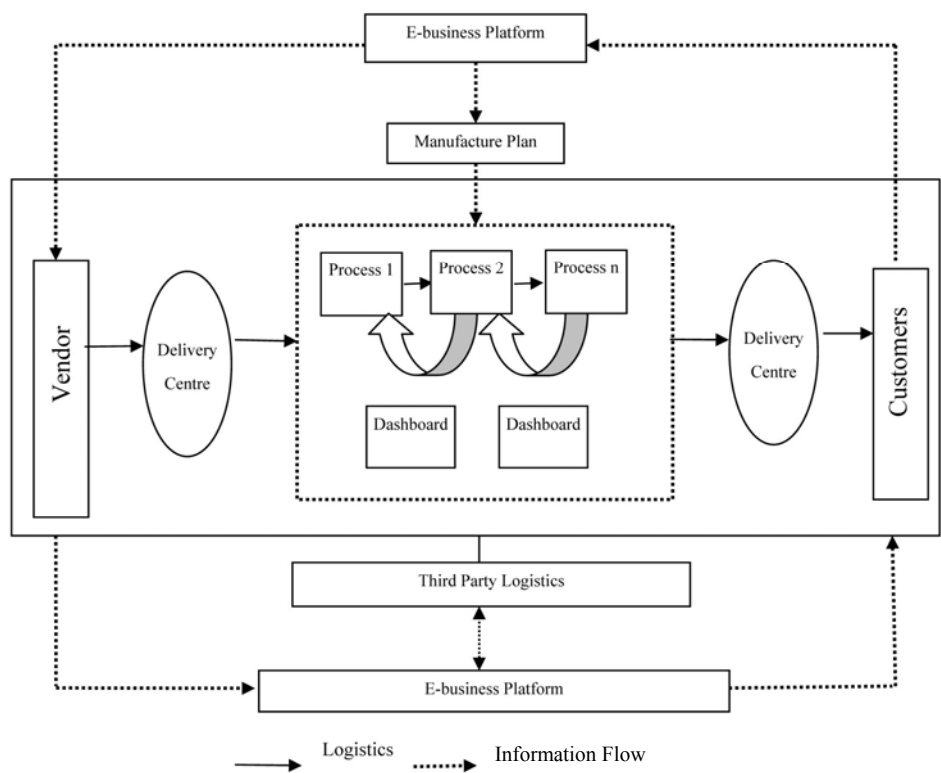 E-business Platform
Manufacture Plan
Process 1
Process 2
Process n
Vendor
Delivery
Centre
Delivery
Centre
Customers
Dashboard
Dashboard
Third Party Logistics
E-business Platform
Logistics
Information Flow